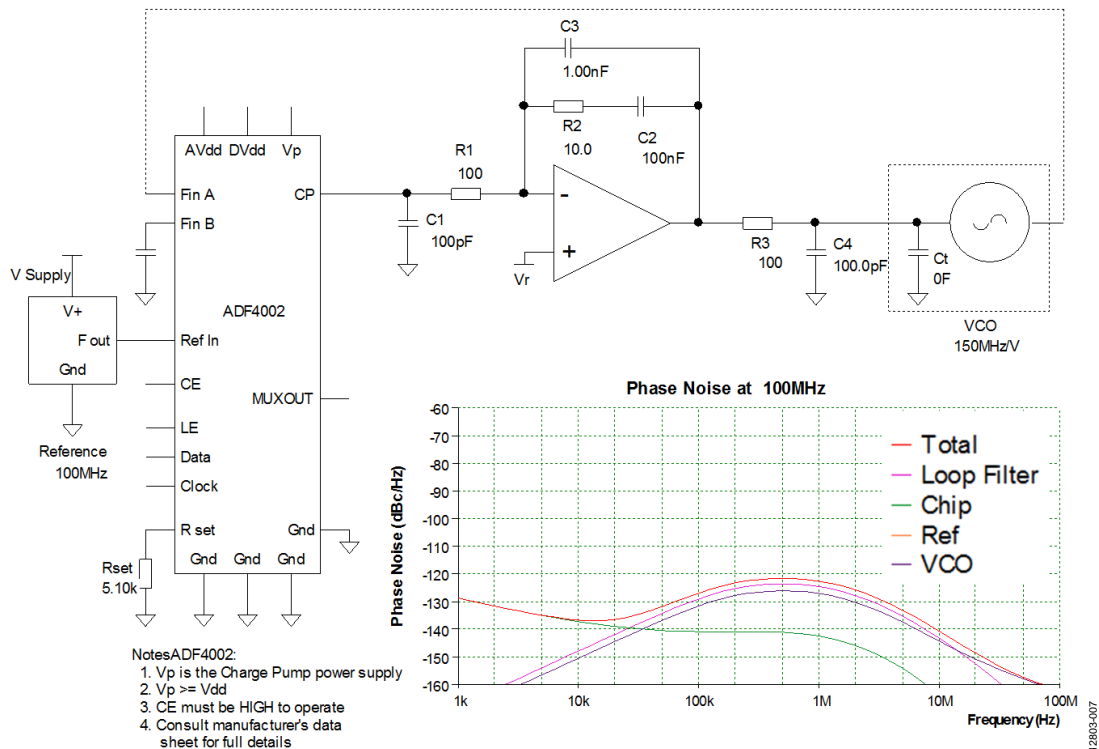 C3
1.00nF
R2
10.0
C2
100nF
AVdd DVdd Vp
Fin A
CP
Fin B
R1
100
C1
100pF
-
+
Vr
R3
100
C4
100.0pF
Ct
0F
VCO
150MHz/V
V Supply
V+
F out
Gnd
Reference
100MHz
ADF4002
Ref In
CE
MUXOUT
LE
Data
Clock
R set
Gnd
Gnd Gnd Gnd
Rset
5.10k
NotesADF4002:
1. Vp is the Charge Pump power supply
2. Vp >= Vdd
3. CE must be HIGH to operate
4. Consult manufacturer's data
sheet for full details
Phase Noise at 100MHz
Phase Noise (dBc/Hz)
-60
-70
-80
-90
-100
-110
-120
-130
-140
-150
-160
1k 10k 100k 1M 10M 100M
Frequency (Hz)
Total
Loop Filter
Chip
Ref
VCO
12803-007